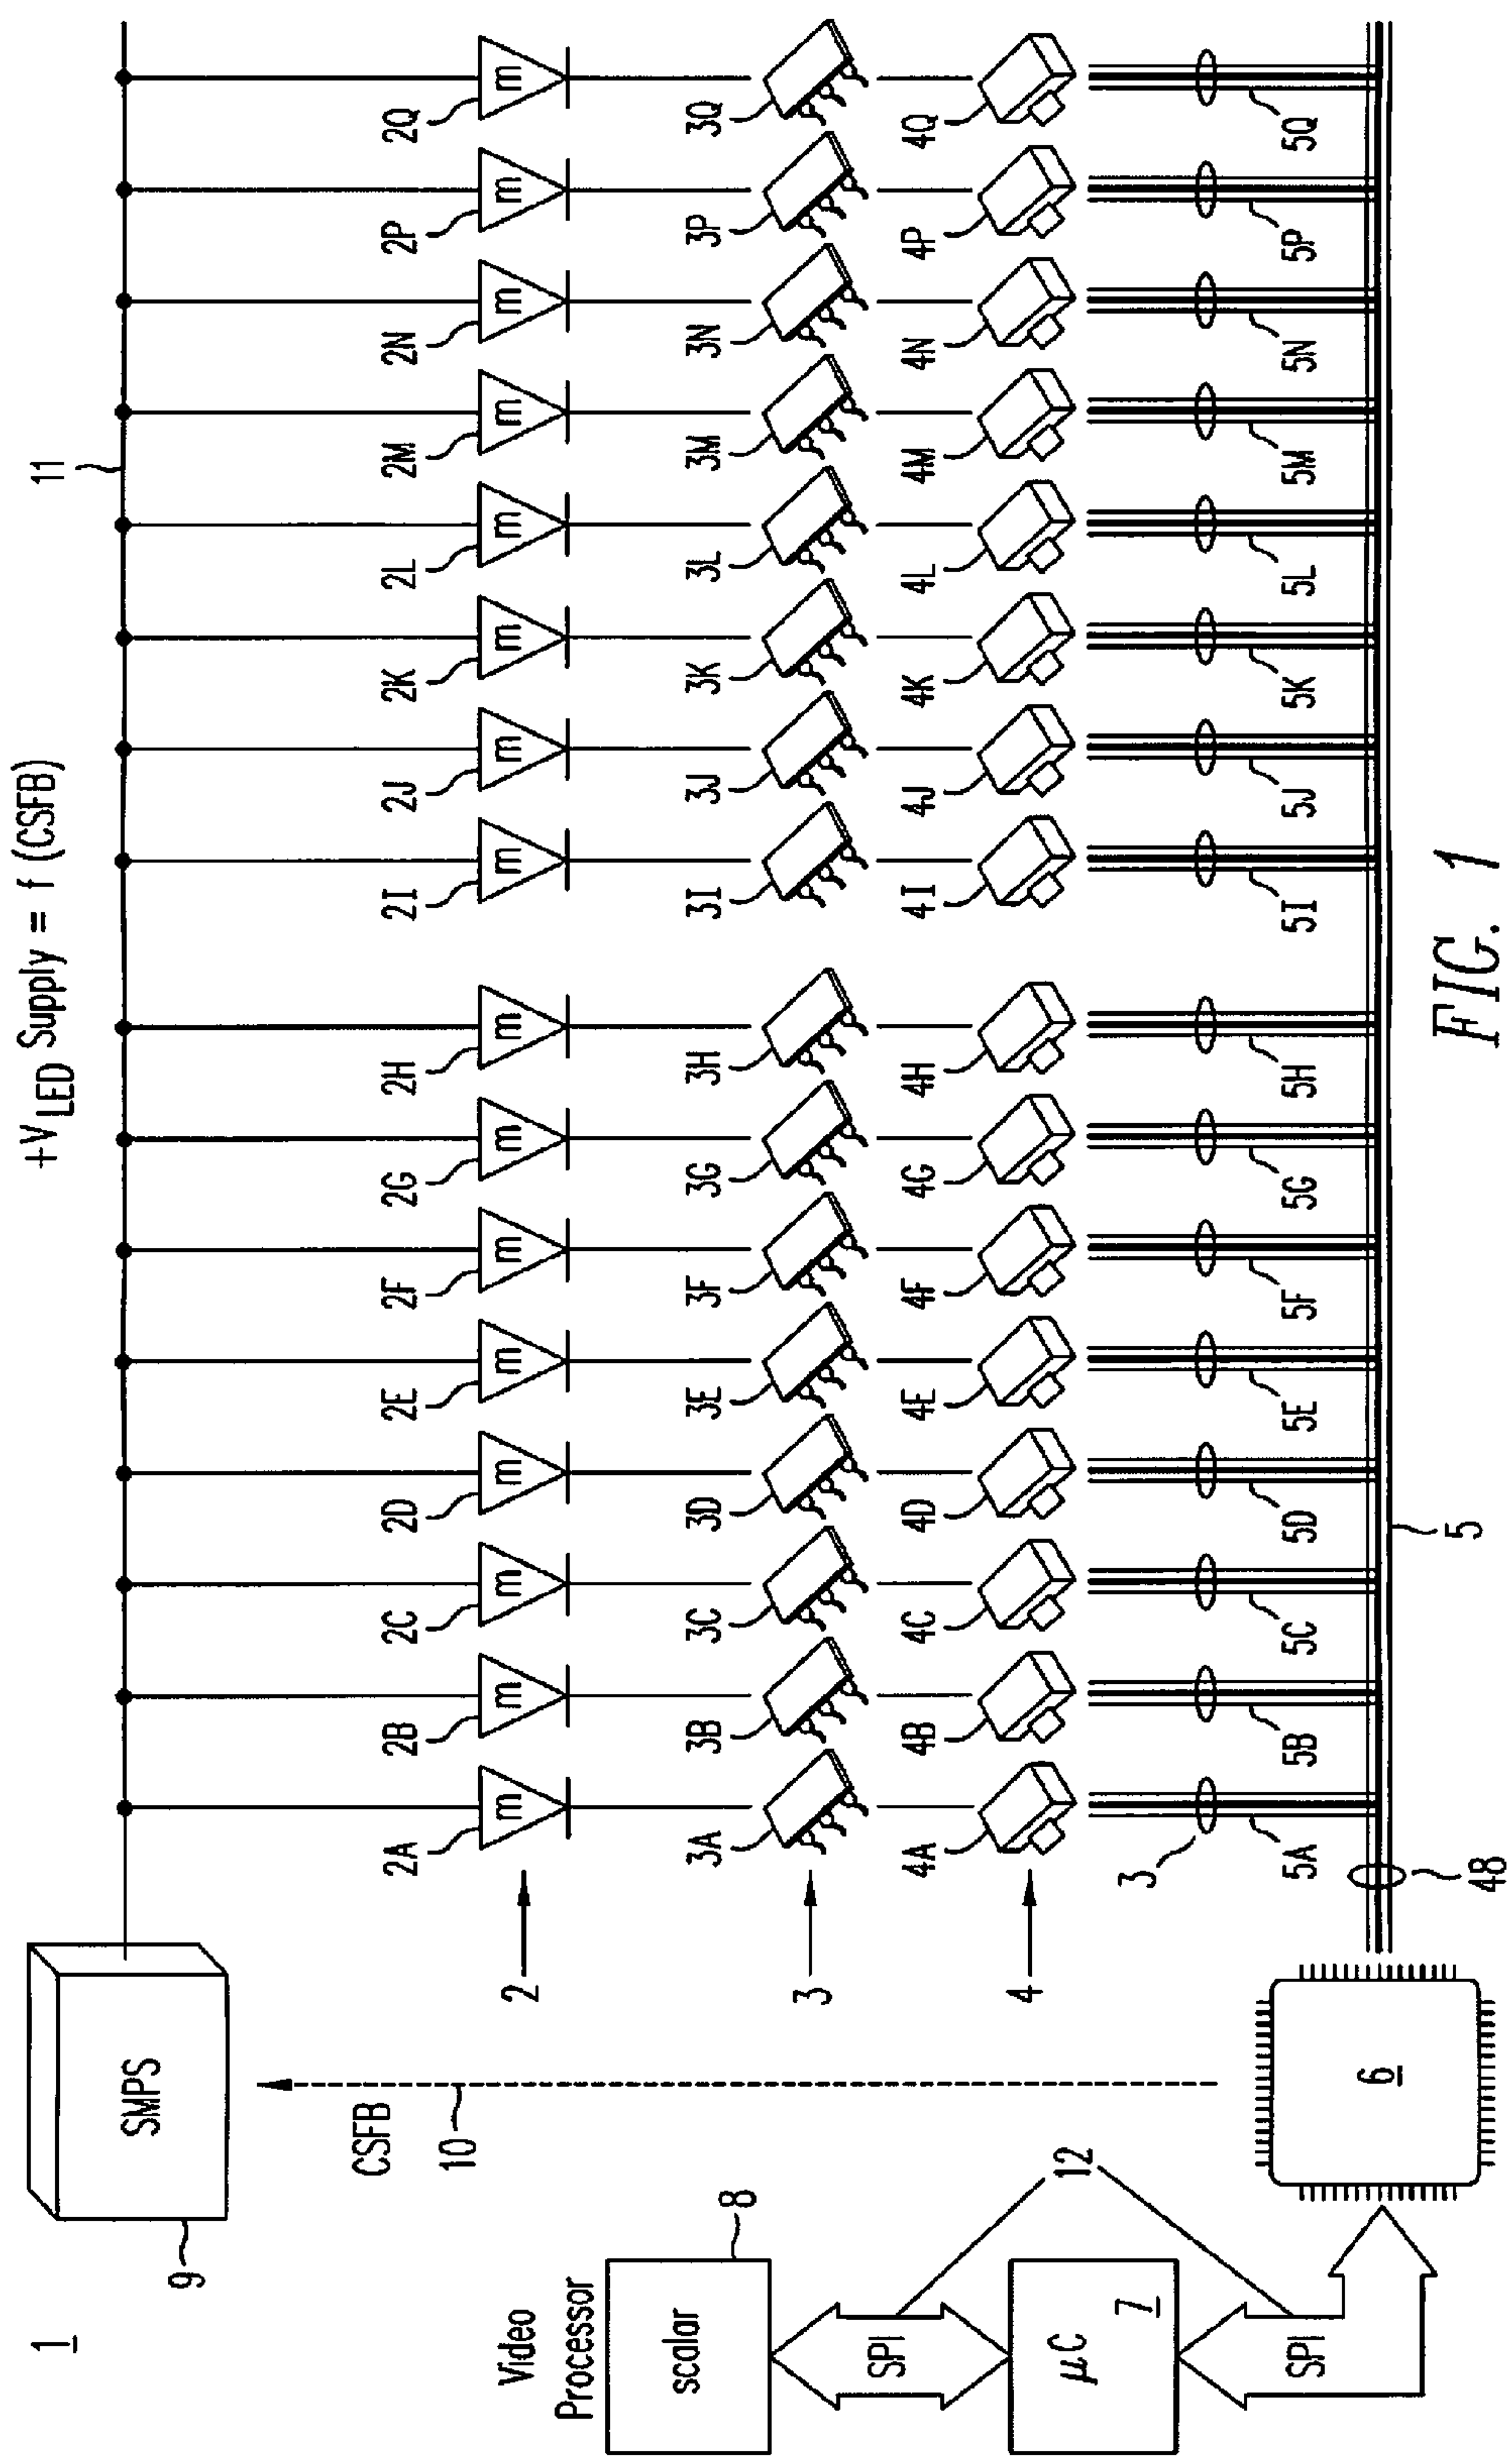 1
+VLED Supply = f (CSFB)
11
SMPS
9
2A 2B 2C 2D 2E 2F 2G 2H 2I 2J 2K 2L 2M 2N 2P 2Q
2
m m m m m m m m m m m m m m m m
CSFB
10
3A 3B 3C 3D 3E 3F 3G 3H 3I 3J 3K 3L 3M 3N 3P 3Q
3
4A 4B 4C 4D 4E 4F 4G 4H 4I 4J 4K 4L 4M 4N 4P 4Q
4
Video
Processor
scalar
8
SPI
12
µC
7
SPI
6
3
5A 5B 5C 5D 5E 5F 5G 5H 5I 5J 5K 5L 5M 5N 5P 5Q
48
5
FIG. 1